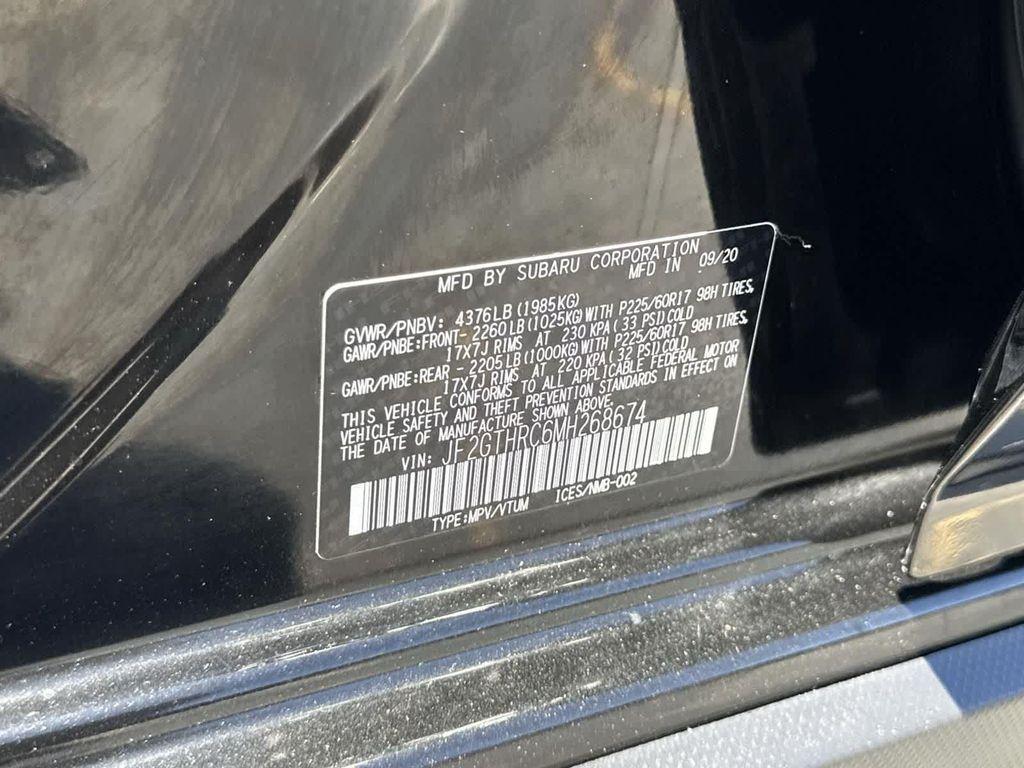 MFD BY SUBARU CORPORATION
MFD IN 09/20
GVWR/PNBV: 4376LB (1985KG)
GAWR/PNBE:FRONT- 2260LB (1025KG) WITH P225/60R17 98H TIRES,
17X7J RIMS AT 230 KPA (33 PSI) COLD
GAWR/PNBE:REAR - 2205LB (1000KG) WITH P225/60R17 98H TIRES,
17X7J RIMS AT 220 KPA (32 PSI) COLD
THIS VEHICLE CONFORMS TO ALL APPLICABLE FEDERAL MOTOR
VEHICLE SAFETY AND THEFT PREVENTION STANDARDS IN EFFECT ON
THE DATE OF MANUFACTURE SHOWN ABOVE.
VIN: JF2GTHRC6MH268674
TYPE:MPV/VTUM ICES/NMB-002